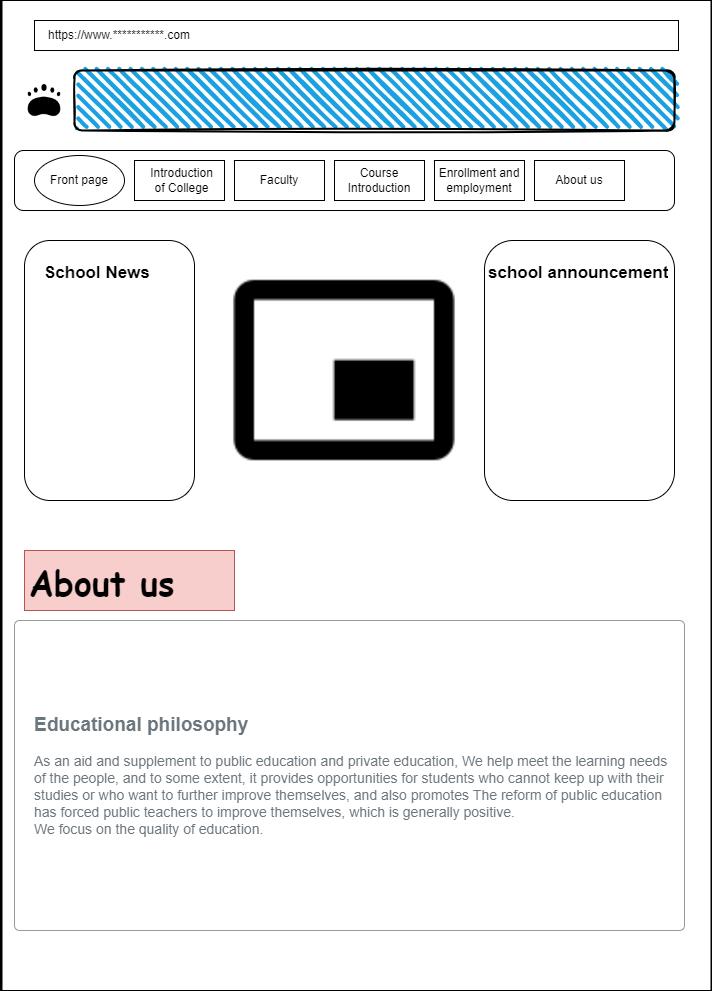 https://www.***********.com
Front page
Introduction
of College
Faculty
Course
Introduction
Enrollment and
employment
About us
School News
school announcement
About us
Educational philosophy
As an aid and supplement to public education and private education, We help meet the learning needs
of the people, and to some extent, it provides opportunities for students who cannot keep up with their
studies or who want to further improve themselves, and also promotes The reform of public education
has forced public teachers to improve themselves, which is generally positive.
We focus on the quality of education.